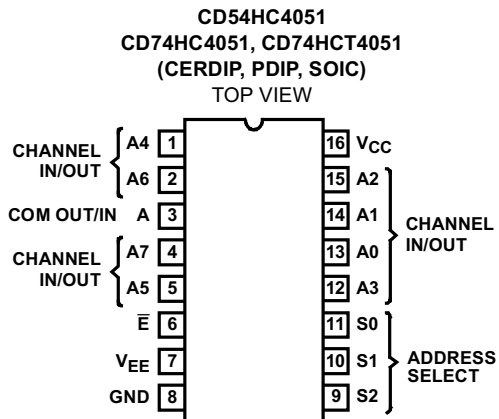 CD54HC4051
CD74HC4051, CD74HCT4051
(CERDIP, PDIP, SOIC)
TOP VIEW
CHANNEL
IN/OUT
A4 1
A6 2
COM OUT/IN A 3
CHANNEL
IN/OUT
A7 4
A5 5
E̅ 6
VEE 7
GND 8
16 VCC
15 A2
14 A1
13 A0
12 A3
CHANNEL
IN/OUT
11 S0
10 S1
9 S2
ADDRESS
SELECT